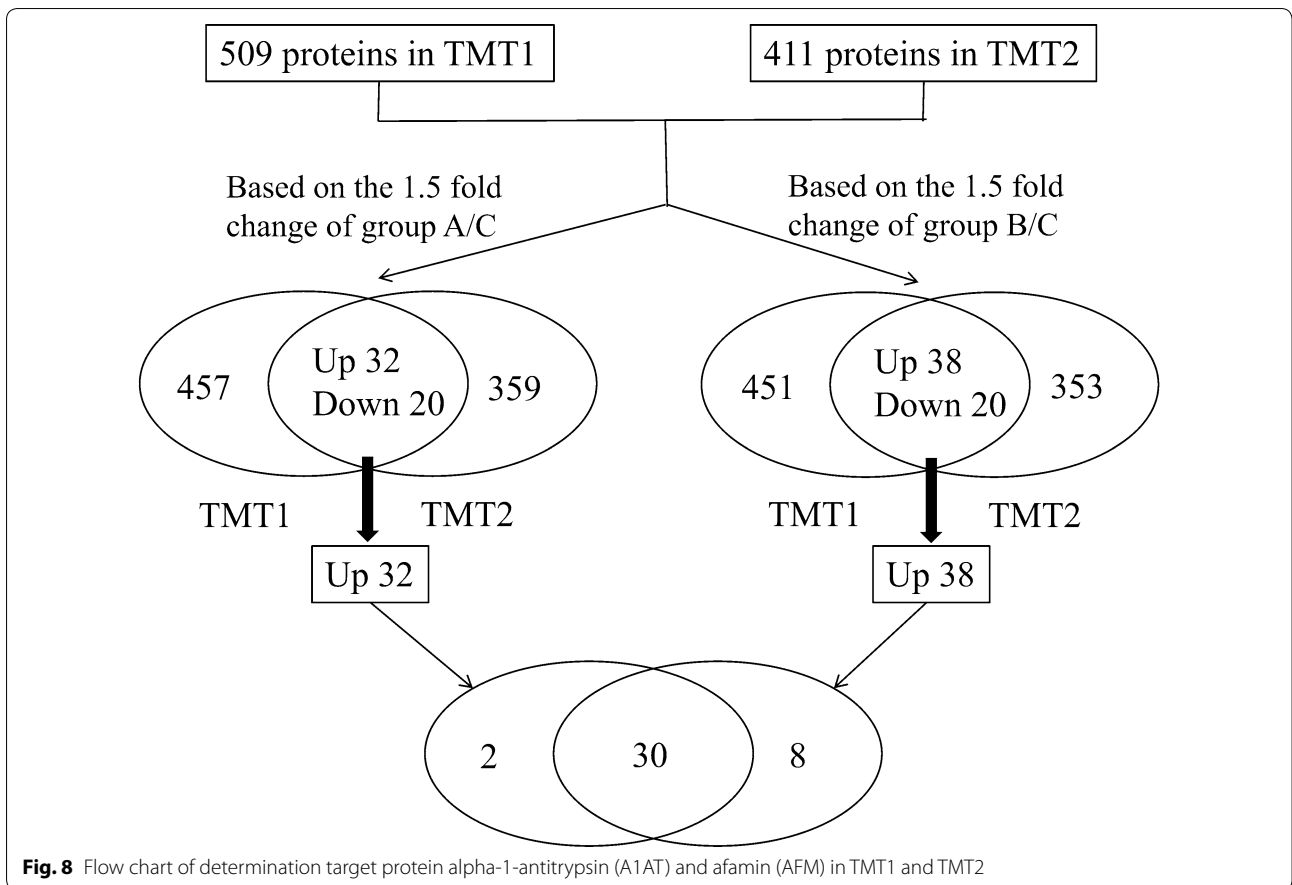 509 proteins in TMT1
411 proteins in TMT2
Based on the 1.5 fold
change of group A/C
Based on the 1.5 fold
change of group B/C
457
Up 32
Down 20
359
451
Up 38
Down 20
353
TMT1
TMT2
TMT1
TMT2
Up 32
Up 38
2
30
8
Fig. 8 Flow chart of determination target protein alpha-1-antitrypsin (A1AT) and afamin (AFM) in TMT1 and TMT2